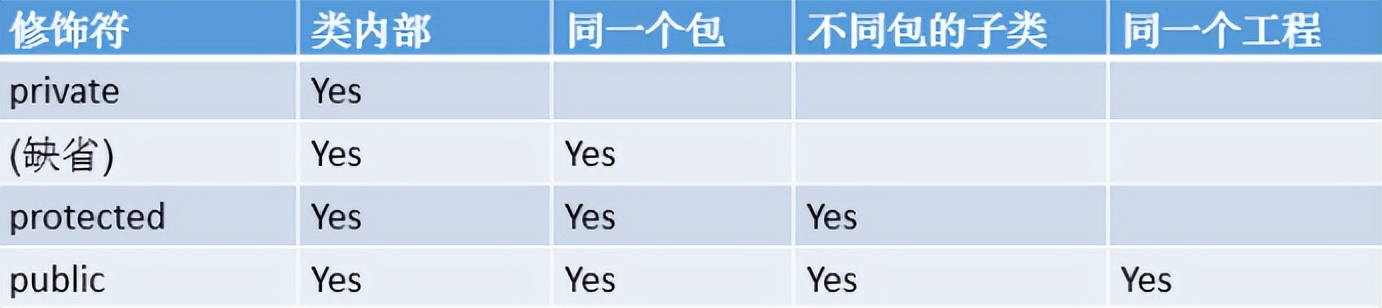 修饰符 类内部 同一个包 不同包的子类 同一个工程
private Yes
(缺省) Yes Yes
protected Yes Yes Yes
public Yes Yes Yes Yes